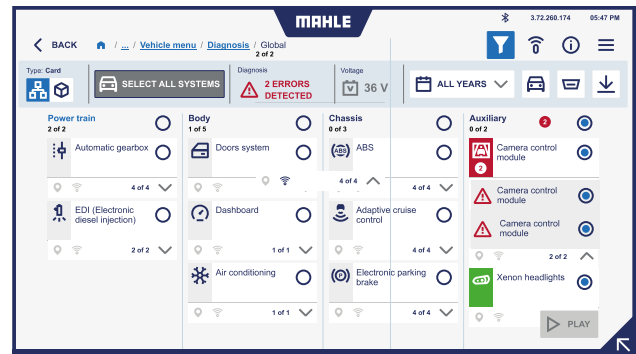 MAHLE
3.72.260.174 05:47 PM
BACK / ... / Vehicle menu / Diagnosis / Global
2 of 2
Type: Card
SELECT ALL SYSTEMS
Diagnosis
2 ERRORS
DETECTED
Voltage
36 V
ALL YEARS
Power train
2 of 2
Body
1 of 5
Chassis
0 of 3
Auxiliary
0 of 2
2
Automatic gearbox
Doors system
ABS
ABS
Camera control
module
2
4 of 4
4 of 4
4 of 4
Camera control
module
EDI (Electronic
diesel injection)
Dashboard
Adaptive cruise
control
Camera control
module
2 of 2
1 of 1
4 of 4
2 of 2
Air conditioning
P
Electronic parking
brake
Xenon headlights
1 of 1
4 of 4
PLAY